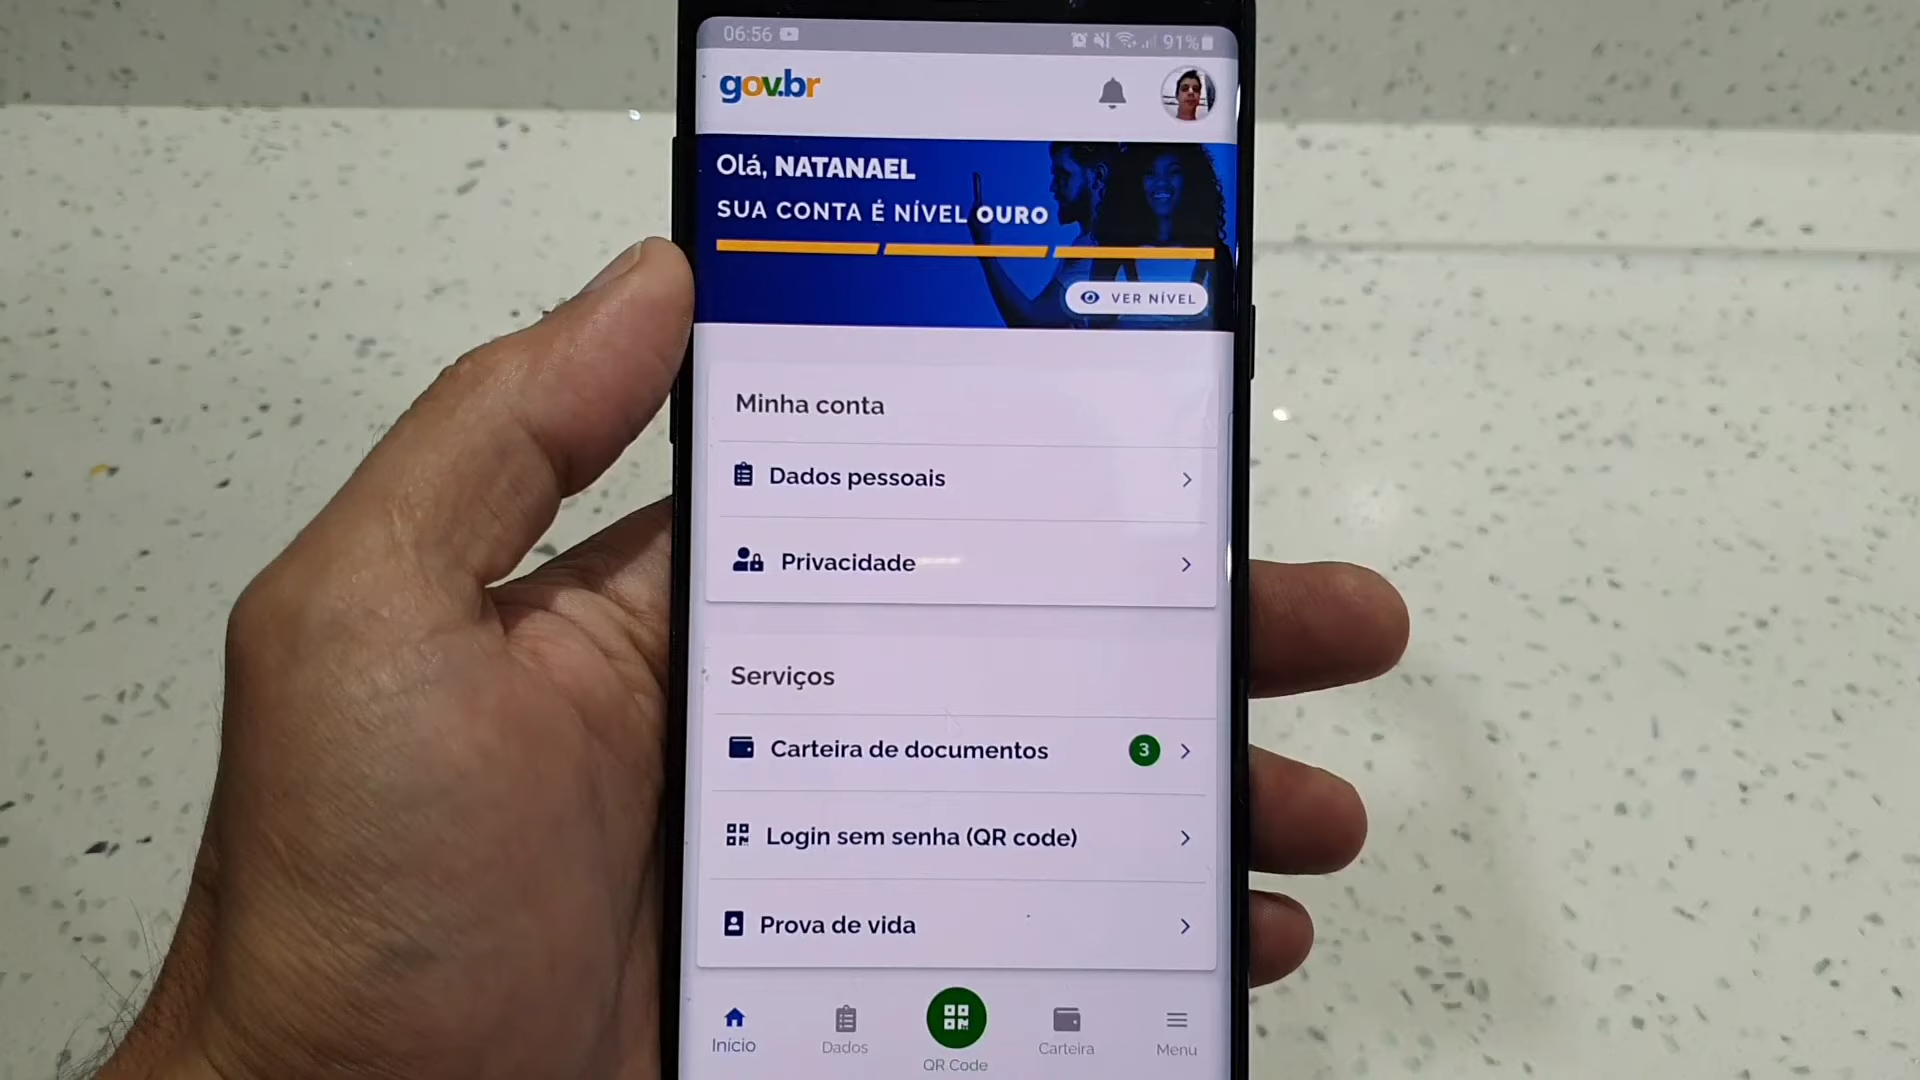 06:56
91%
gov.br
Olá, NATANAEL
SUA CONTA É NÍVEL OURO
VER NÍVEL
Minha conta
Dados pessoais
Privacidade
Serviços
Carteira de documentos
3
Login sem senha (QR code)
Prova de vida
Início
Dados
QR Code
Carteira
Menu